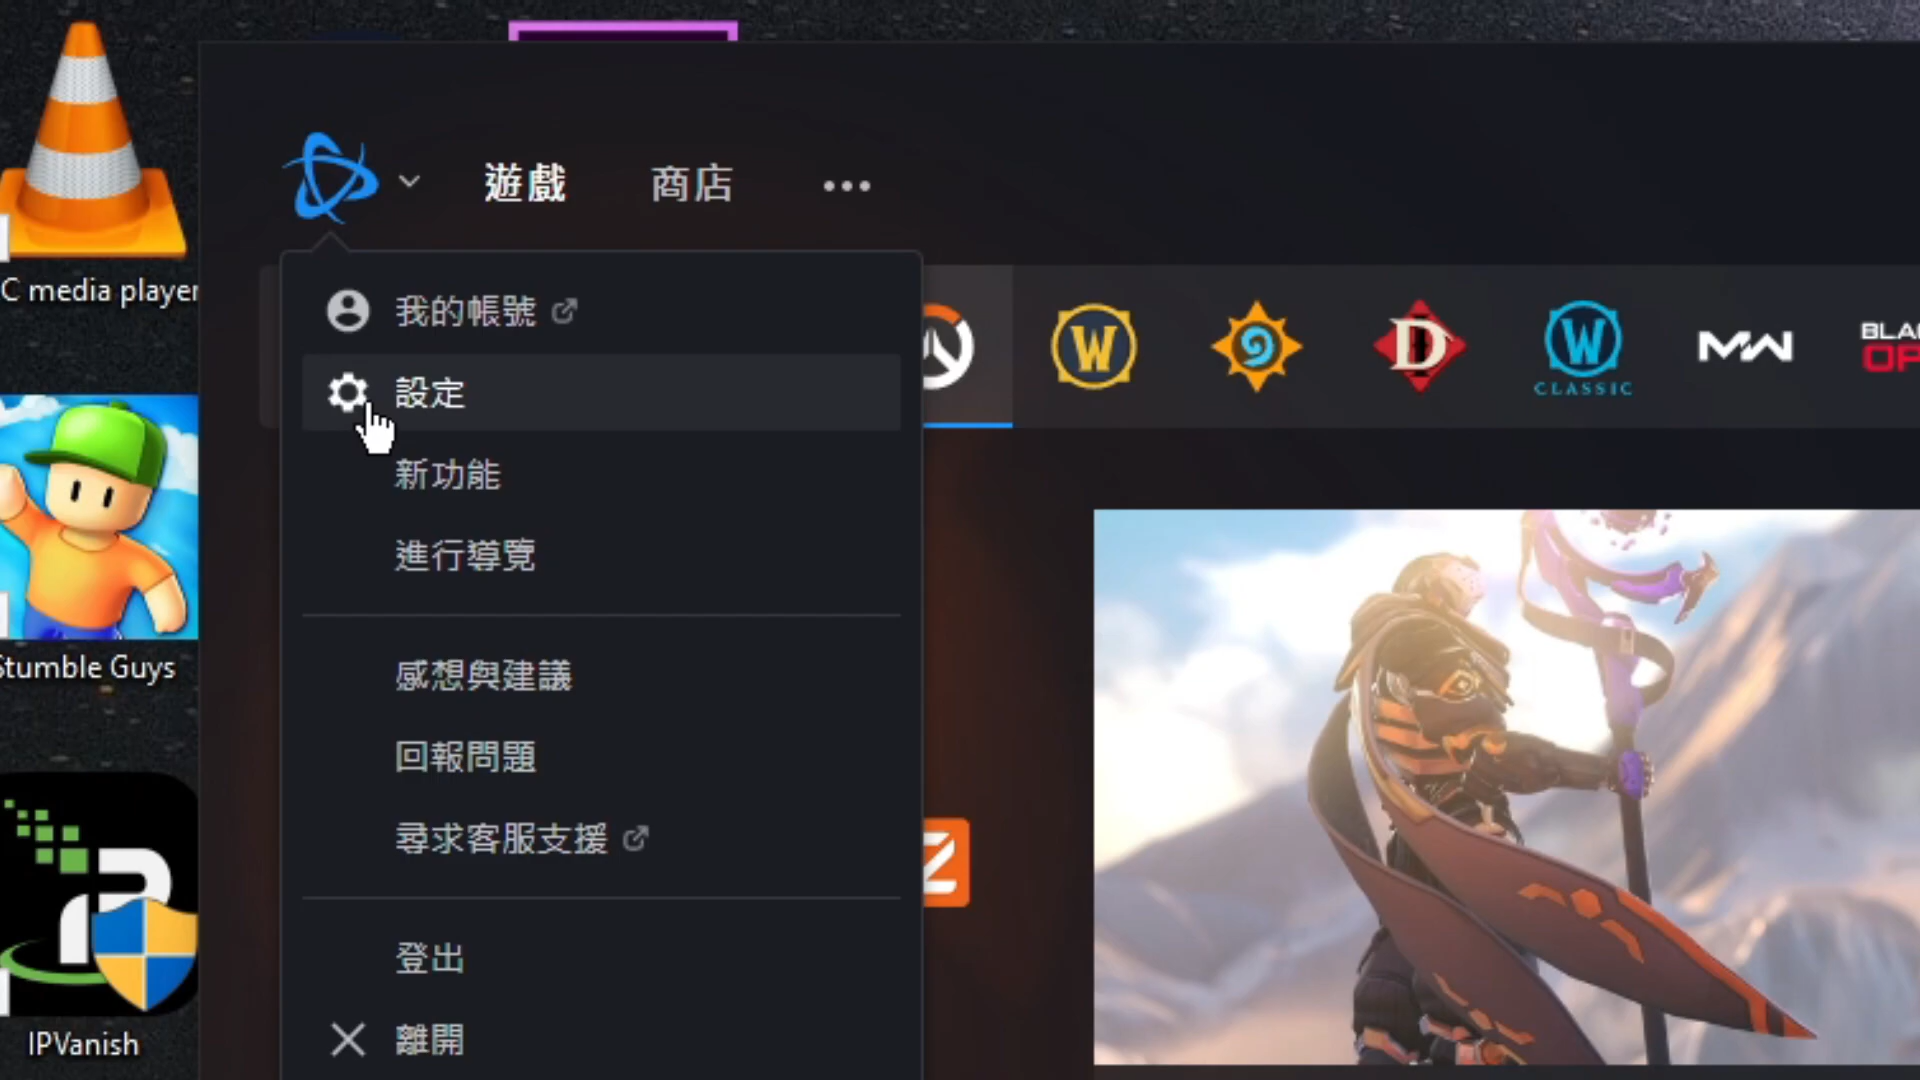 遊戲 商店
C media player
我的帳號
設定
新功能
進行導覽
感想與建議
回報問題
尋求客服支援
登出
離開
W
D
W
CLASSIC
MW
Stumble Guys
IPVanish